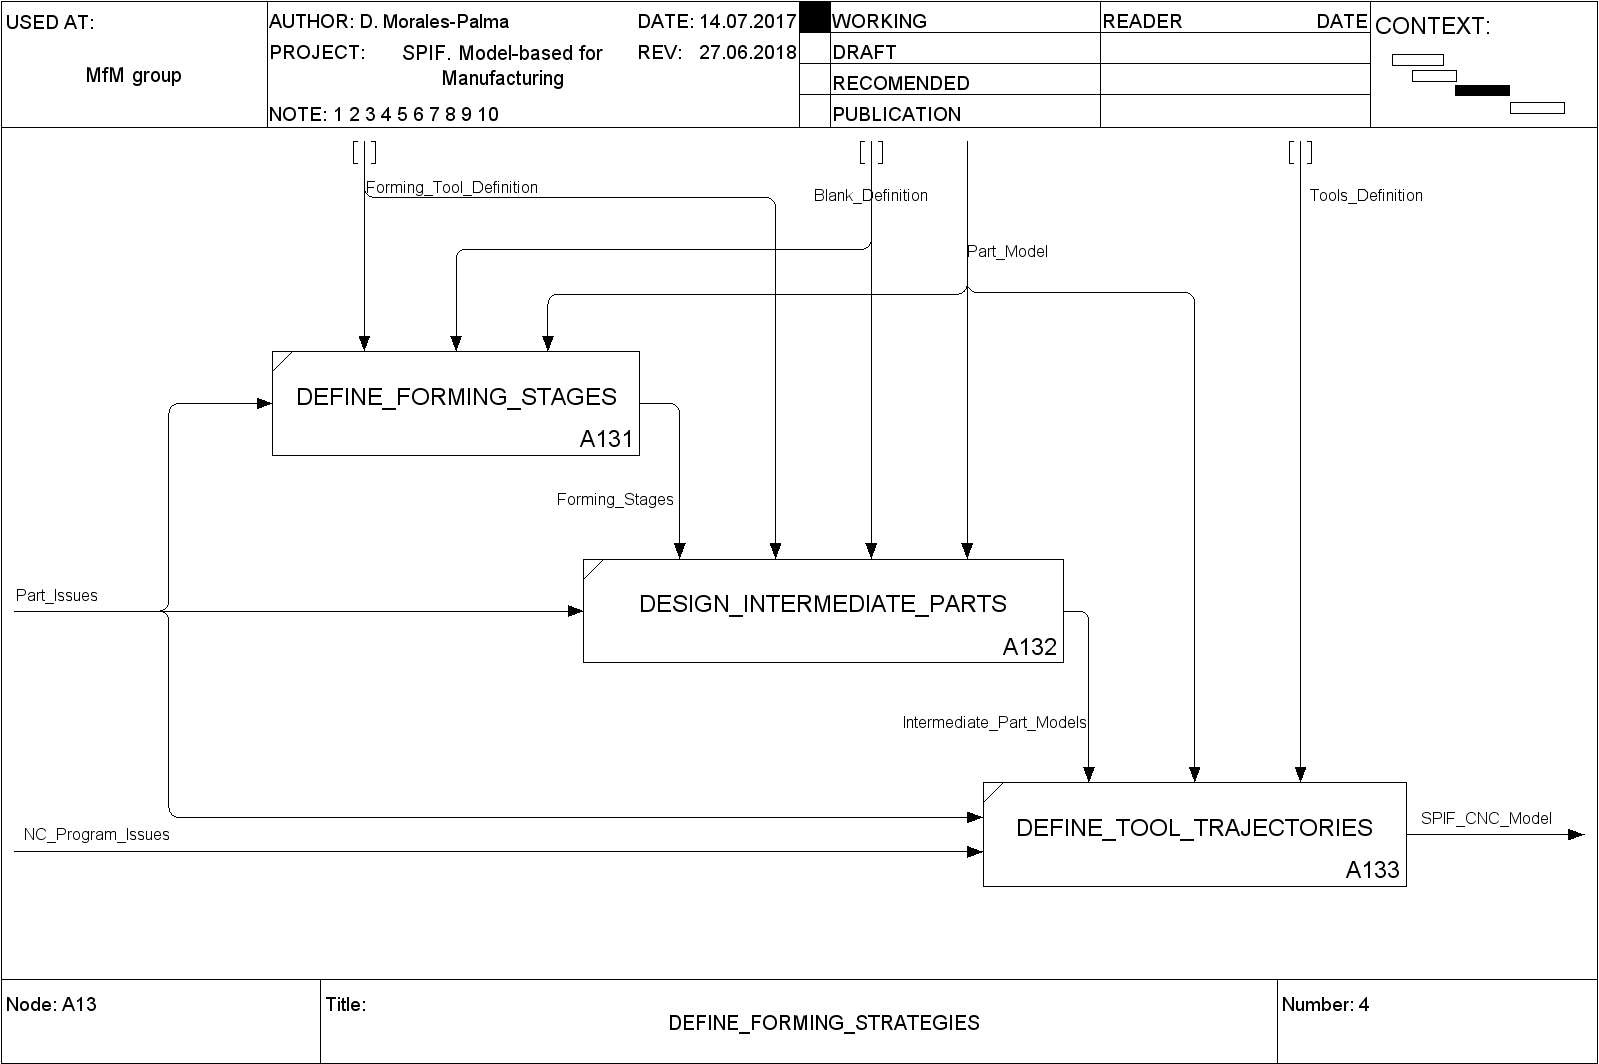 USED AT:
MfM group
AUTHOR: D. Morales-Palma
DATE: 14.07.2017
PROJECT: SPIF. Model-based for
Manufacturing
REV: 27.06.2018
NOTE: 1 2 3 4 5 6 7 8 9 10
WORKING
DRAFT
RECOMENDED
PUBLICATION
READER DATE
CONTEXT:
Forming_Tool_Definition
Blank_Definition
Tools_Definition
Part_Model
DEFINE_FORMING_STAGES
A131
Forming_Stages
Part_Issues
DESIGN_INTERMEDIATE_PARTS
A132
Intermediate_Part_Models
NC_Program_Issues
DEFINE_TOOL_TRAJECTORIES
A133
SPIF_CNC_Model
Node: A13
Title:
DEFINE_FORMING_STRATEGIES
Number: 4